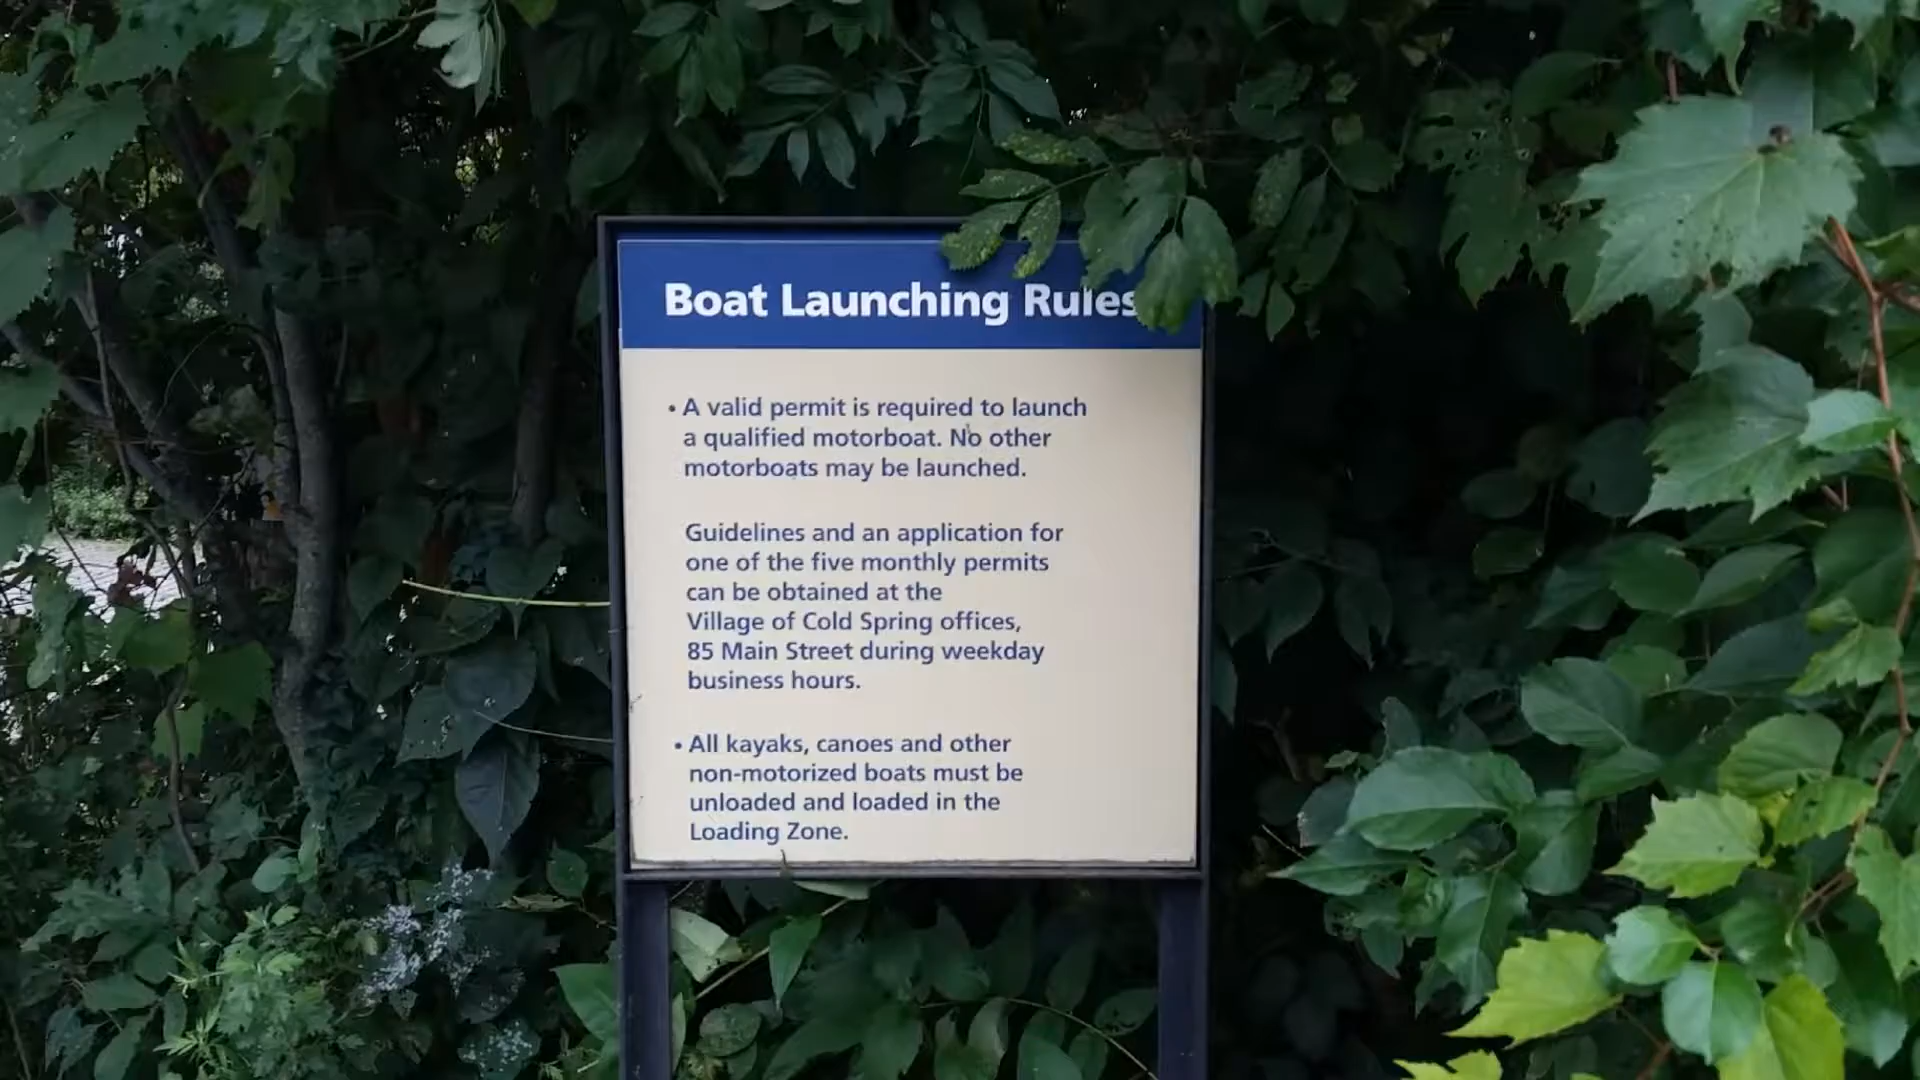 Boat Launching Rules
• A valid permit is required to launch
a qualified motorboat. No other
motorboats may be launched.
Guidelines and an application for
one of the five monthly permits
can be obtained at the
Village of Cold Spring offices,
85 Main Street during weekday
business hours.
• All kayaks, canoes and other
non-motorized boats must be
unloaded and loaded in the
Loading Zone.